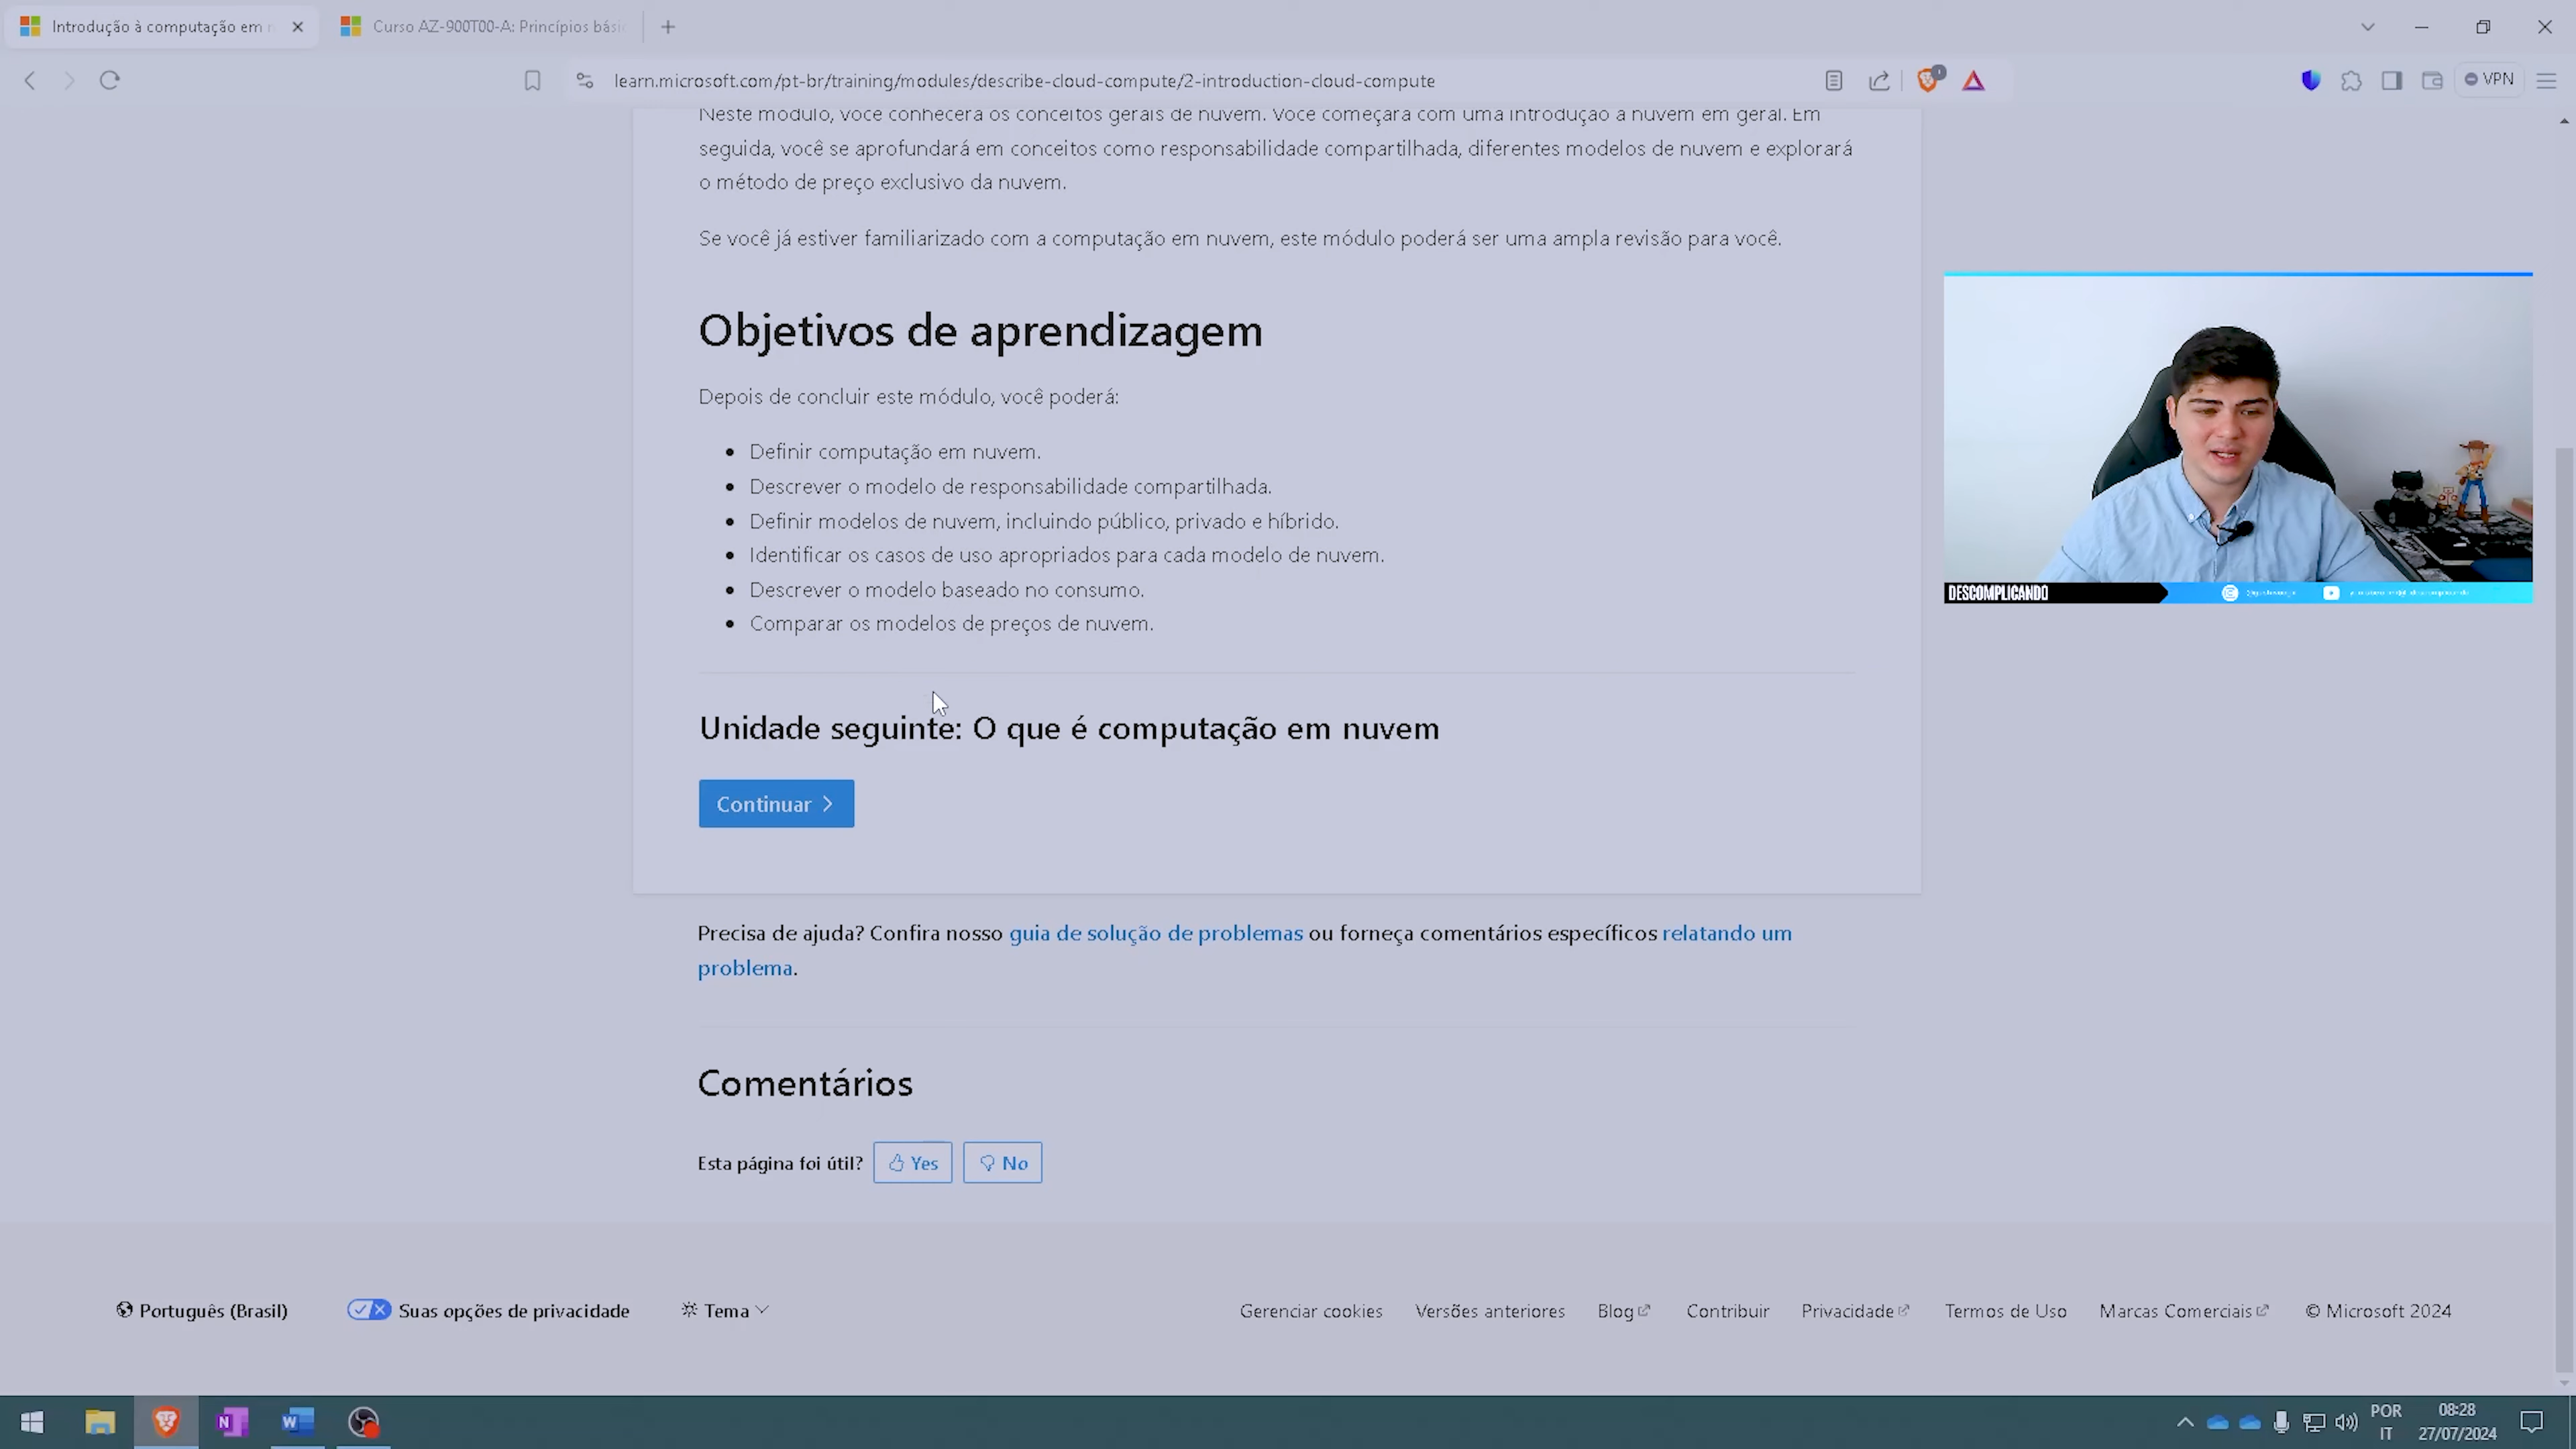 Introdução à computação em n
Curso AZ-900T00-A: Princípios bási
learn.microsoft.com/pt-br/training/modules/describe-cloud-compute/2-introduction-cloud-compute
VPN
Neste módulo, você conhecerá os conceitos gerais de nuvem. Você começará com uma introdução à nuvem em geral. Em
seguida, você se aprofundará em conceitos como responsabilidade compartilhada, diferentes modelos de nuvem e explorará
o método de preço exclusivo da nuvem.
Se você já estiver familiarizado com a computação em nuvem, este módulo poderá ser uma ampla revisão para você.
Objetivos de aprendizagem
Depois de concluir este módulo, você poderá:
Definir computação em nuvem.
Descrever o modelo de responsabilidade compartilhada.
Definir modelos de nuvem, incluindo público, privado e híbrido.
Identificar os casos de uso apropriados para cada modelo de nuvem.
Descrever o modelo baseado no consumo.
Comparar os modelos de preços de nuvem.
DESCOMPLICANDO
Unidade seguinte: O que é computação em nuvem
Continuar
Precisa de ajuda? Confira nosso guia de solução de problemas ou forneça comentários específicos relatando um
problema.
Comentários
Esta página foi útil? Yes No
Português (Brasil) Suas opções de privacidade Tema Gerenciar cookies Versões anteriores Blog Contribuir Privacidade Termos de Uso Marcas Comerciais © Microsoft 2024
POR 08:28
IT 27/07/2024